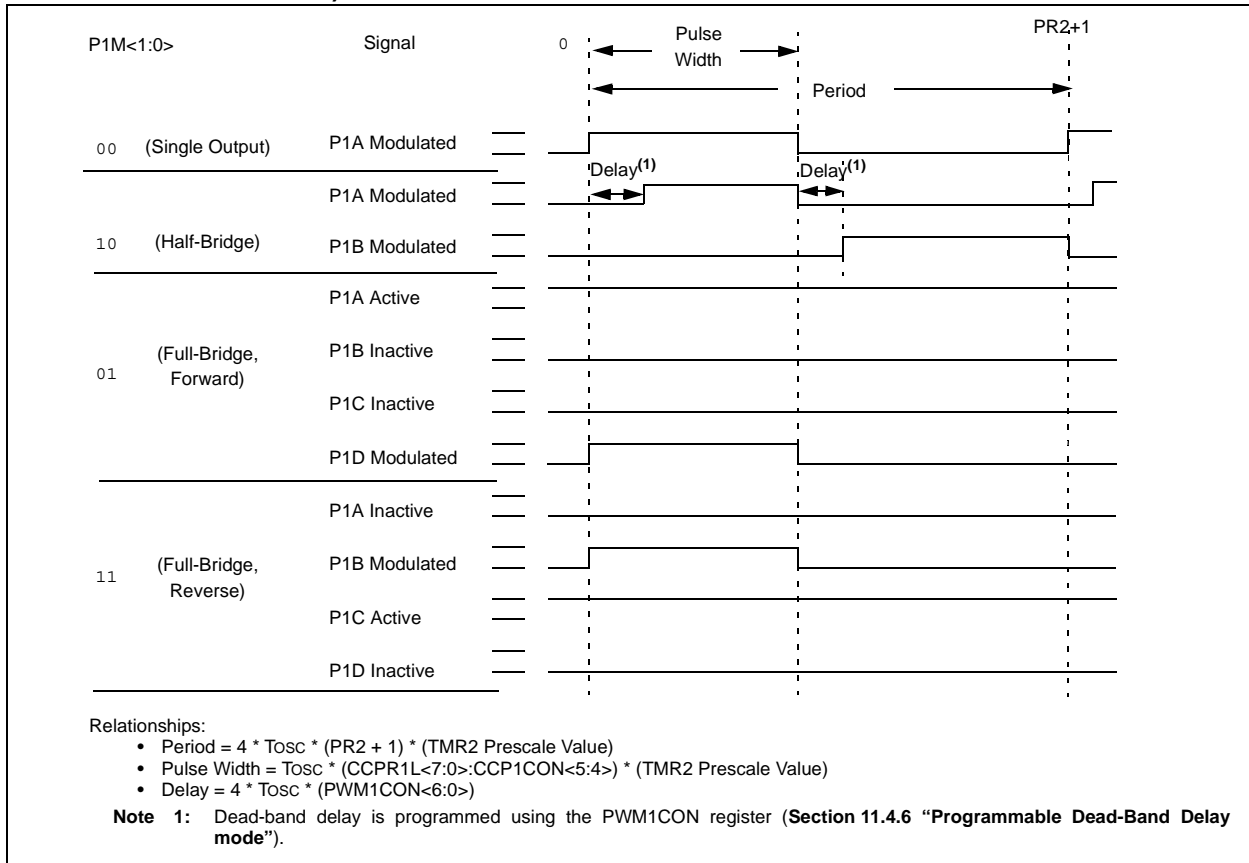 P1M<1:0> Signal 0 Pulse Width PR2+1
Period
00 (Single Output) P1A Modulated
Delay(1) Delay(1)
P1A Modulated
10 (Half-Bridge) P1B Modulated
P1A Active
01 (Full-Bridge, Forward) P1B Inactive
P1C Inactive
P1D Modulated
P1A Inactive
11 (Full-Bridge, Reverse) P1B Modulated
P1C Active
P1D Inactive
Relationships:
• Period = 4 * TOSC * (PR2 + 1) * (TMR2 Prescale Value)
• Pulse Width = TOSC * (CCPR1L<7:0>:CCP1CON<5:4>) * (TMR2 Prescale Value)
• Delay = 4 * TOSC * (PWM1CON<6:0>)
Note 1: Dead-band delay is programmed using the PWM1CON register (Section 11.4.6 “Programmable Dead-Band Delay
mode”).